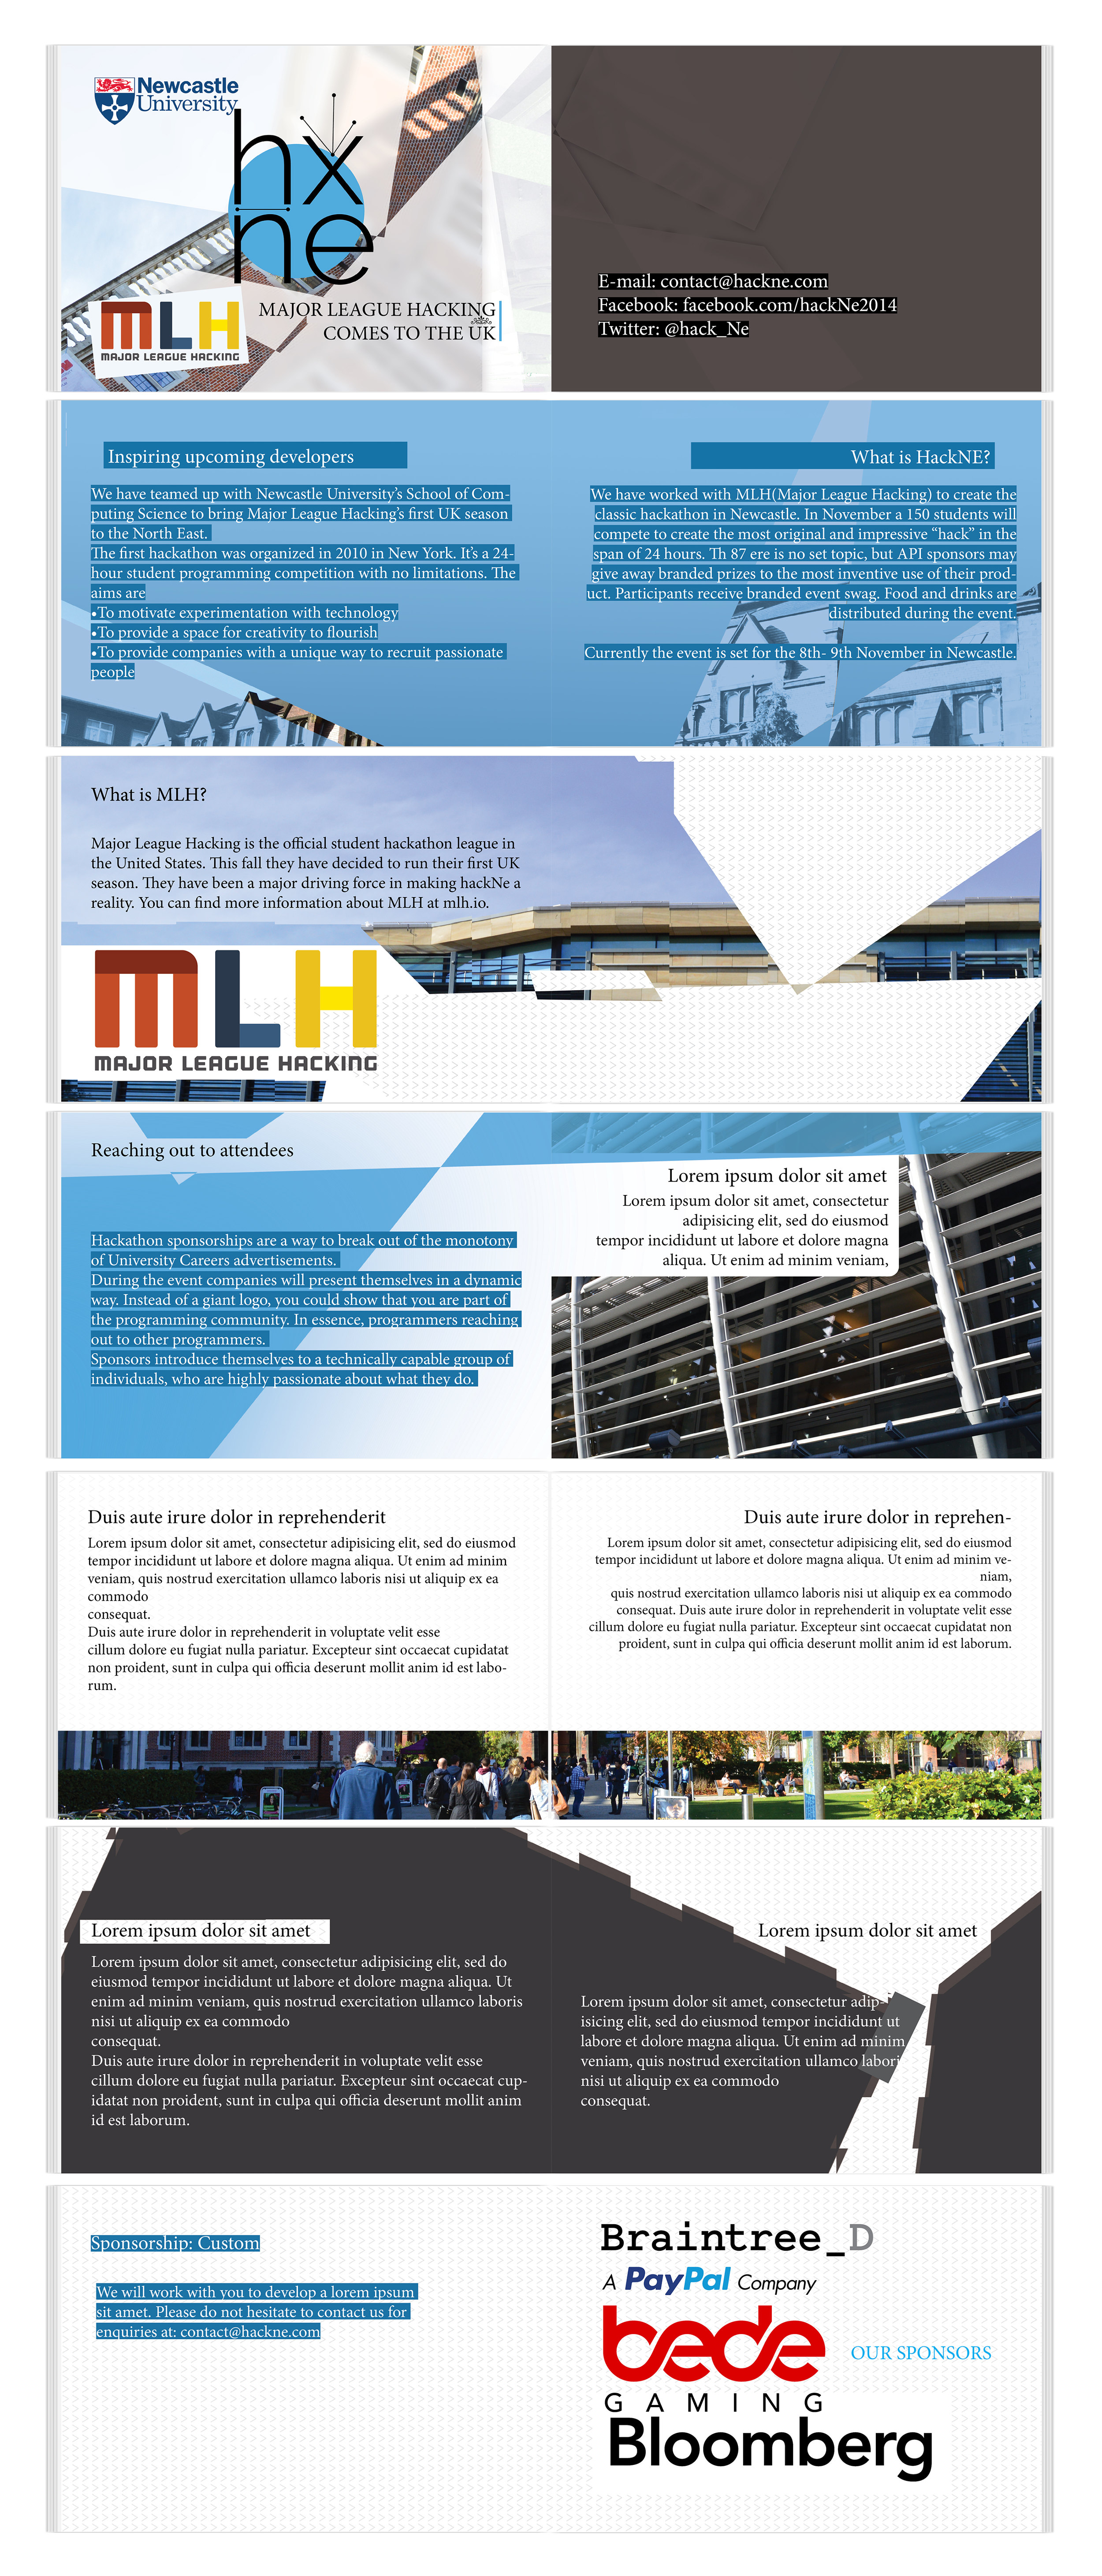 Newcastle
University
hx
ne
MLH
MAJOR LEAGUE HACKING
MAJOR LEAGUE HACKING
COMES TO THE UK
E-mail: contact@hackne.com
Facebook: facebook.com/hackNe2014
Twitter: @hack_Ne
Inspiring upcoming developers
We have teamed up with Newcastle University’s School of Com-
puting Science to bring Major League Hacking’s first UK season
to the North East.
The first hackathon was organized in 2010 in New York. It’s a 24-
hour student programming competition with no limitations. The
aims are
•To motivate experimentation with technology
•To provide a space for creativity to flourish
•To provide companies with a unique way to recruit passionate
people
What is HackNE?
We have worked with MLH(Major League Hacking) to create the
classic hackathon in Newcastle. In November a 150 students will
compete to create the most original and impressive “hack” in the
span of 24 hours. Th 87 ere is no set topic, but API sponsors may
give away branded prizes to the most inventive use of their prod-
uct. Participants receive branded event swag. Food and drinks are
distributed during the event.
Currently the event is set for the 8th- 9th November in Newcastle.
What is MLH?
Major League Hacking is the official student hackathon league in
the United States. This fall they have decided to run their first UK
season. They have been a major driving force in making hackNe a
reality. You can find more information about MLH at mlh.io.
MLH
MAJOR LEAGUE HACKING
Reaching out to attendees
Hackathon sponsorships are a way to break out of the monotony
of University Careers advertisements.
During the event companies will present themselves in a dynamic
way. Instead of a giant logo, you could show that you are part of
the programming community. In essence, programmers reaching
out to other programmers.
Sponsors introduce themselves to a technically capable group of
individuals, who are highly passionate about what they do.
Lorem ipsum dolor sit amet
Lorem ipsum dolor sit amet, consectetur
adipisicing elit, sed do eiusmod
tempor incididunt ut labore et dolore magna
aliqua. Ut enim ad minim veniam,
Duis aute irure dolor in reprehenderit
Lorem ipsum dolor sit amet, consectetur adipisicing elit, sed do eiusmod
tempor incididunt ut labore et dolore magna aliqua. Ut enim ad minim
veniam, quis nostrud exercitation ullamco laboris nisi ut aliquip ex ea
commodo
consequat.
Duis aute irure dolor in reprehenderit in voluptate velit esse
cillum dolore eu fugiat nulla pariatur. Excepteur sint occaecat cupidatat
non proident, sunt in culpa qui officia deserunt mollit anim id est labo-
rum.
Duis aute irure dolor in reprehen-
Lorem ipsum dolor sit amet, consectetur adipisicing elit, sed do eiusmod
tempor incididunt ut labore et dolore magna aliqua. Ut enim ad minim ve-
niam,
quis nostrud exercitation ullamco laboris nisi ut aliquip ex ea commodo
consequat. Duis aute irure dolor in reprehenderit in voluptate velit esse
cillum dolore eu fugiat nulla pariatur. Excepteur sint occaecat cupidatat non
proident, sunt in culpa qui officia deserunt mollit anim id est laborum.
Lorem ipsum dolor sit amet
Lorem ipsum dolor sit amet, consectetur adipisicing elit, sed do
eiusmod tempor incididunt ut labore et dolore magna aliqua. Ut
enim ad minim veniam, quis nostrud exercitation ullamco laboris
nisi ut aliquip ex ea commodo
consequat.
Duis aute irure dolor in reprehenderit in voluptate velit esse
cillum dolore eu fugiat nulla pariatur. Excepteur sint occaecat cup-
idatat non proident, sunt in culpa qui officia deserunt mollit anim
id est laborum.
Lorem ipsum dolor sit amet
Lorem ipsum dolor sit amet, consectetur adip-
isicing elit, sed do eiusmod tempor incididunt ut
labore et dolore magna aliqua. Ut enim ad minim
veniam, quis nostrud exercitation ullamco labori
nisi ut aliquip ex ea commodo
consequat.
Sponsorship: Custom
We will work with you to develop a lorem ipsum
sit amet. Please do not hesitate to contact us for
enquiries at: contact@hackne.com
Braintree_D
A PayPal Company
bede
GAMING
OUR SPONSORS
Bloomberg